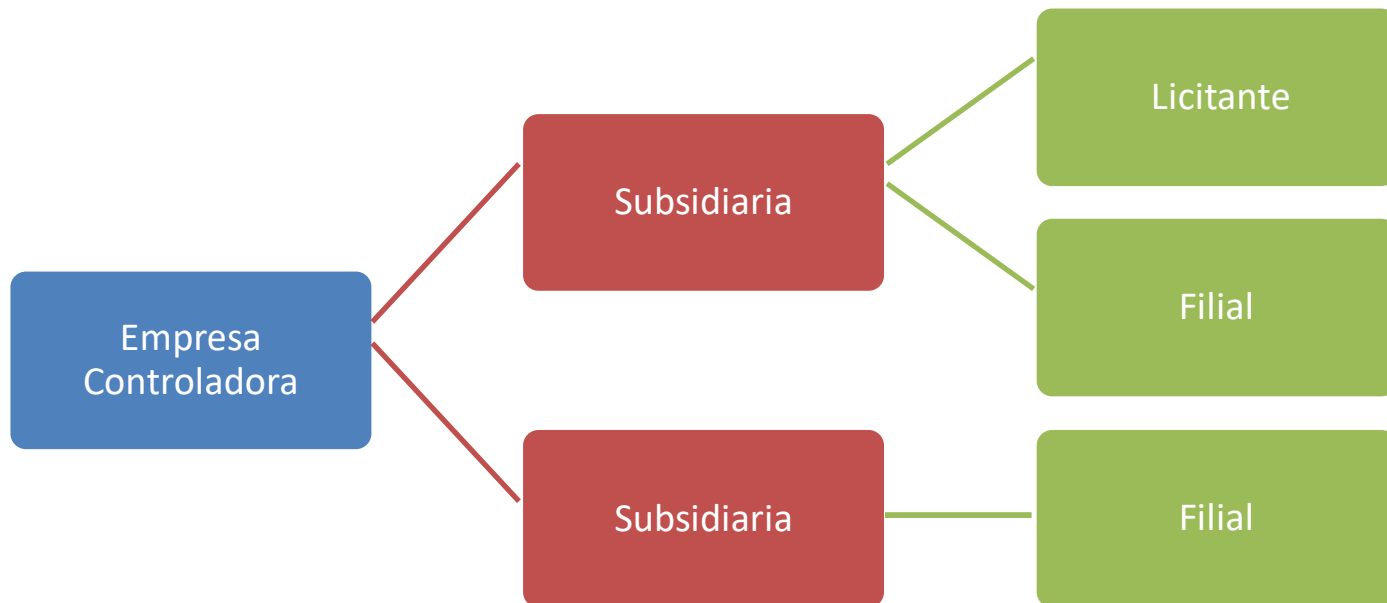 Empresa
Controladora
Subsidiaria
Licitante
Filial
Subsidiaria
Filial